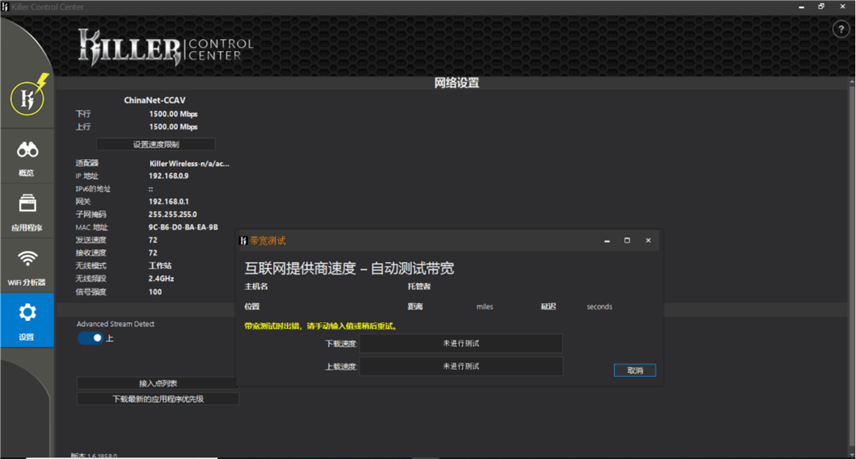 Killer Control Center
KILLER CONTROL CENTER
?
网络设置
ChinaNet-CCAV
下行 1500.00 Mbps
上行 1500.00 Mbps
设置速度限制
适配器 Killer Wireless-n/a/ac...
IP 地址 192.168.0.9
IPv6的地址 ::
网关 192.168.0.1
子网掩码 255.255.255.0
MAC 地址 9C-B6-D0-BA-EA-9B
发送速度 72
接收速度 72
无线模式 工作站
无线频段 2.4GHz
信号强度 100
概览
应用程序
WiFi 分析器
设置
Advanced Stream Detect
上
接入点列表
下载最新的应用程序优先级
版本 1.6.1858.0
带宽测试
互联网提供商速度 – 自动测试带宽
主机名 托管者
位置 距离 miles 延迟 seconds
带宽测试时出错，请手动输入值或稍后重试。
下载速度: 未进行测试
上载速度: 未进行测试
取消